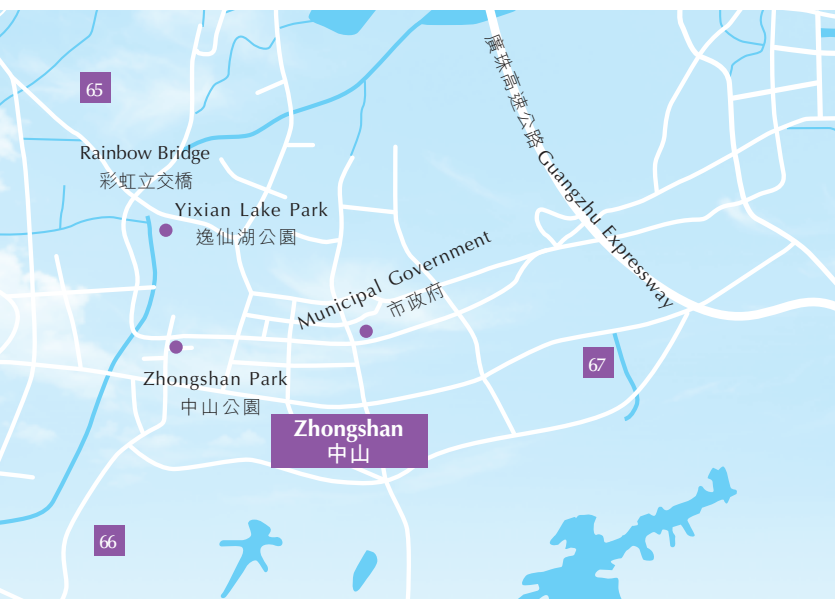 65
廣珠高速公路 Guangzhu Expressway
Rainbow Bridge
彩虹立交橋
Yixian Lake Park
逸仙湖公園
Municipal Government
市政府
67
Zhongshan Park
中山公園
Zhongshan
中山
66